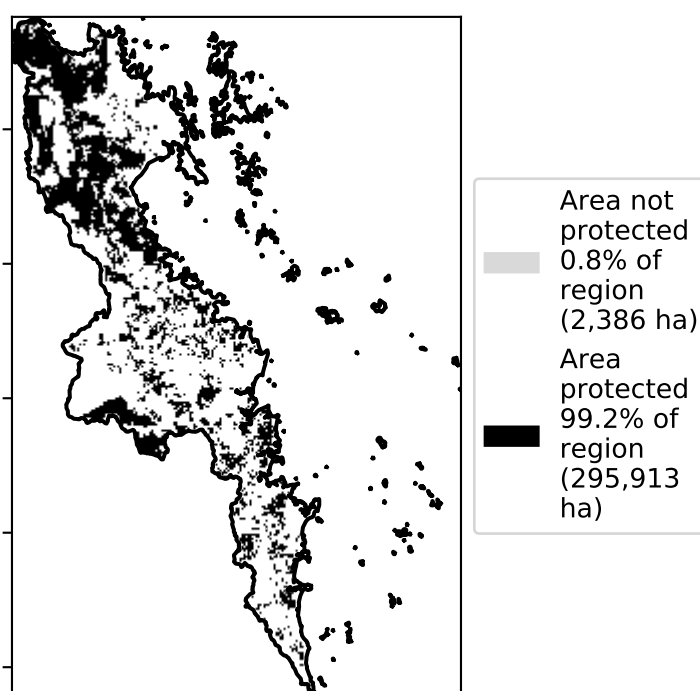 Area not
protected
0.8% of
region
(2,386 ha)
Area
protected
99.2% of
region
(295,913
ha)